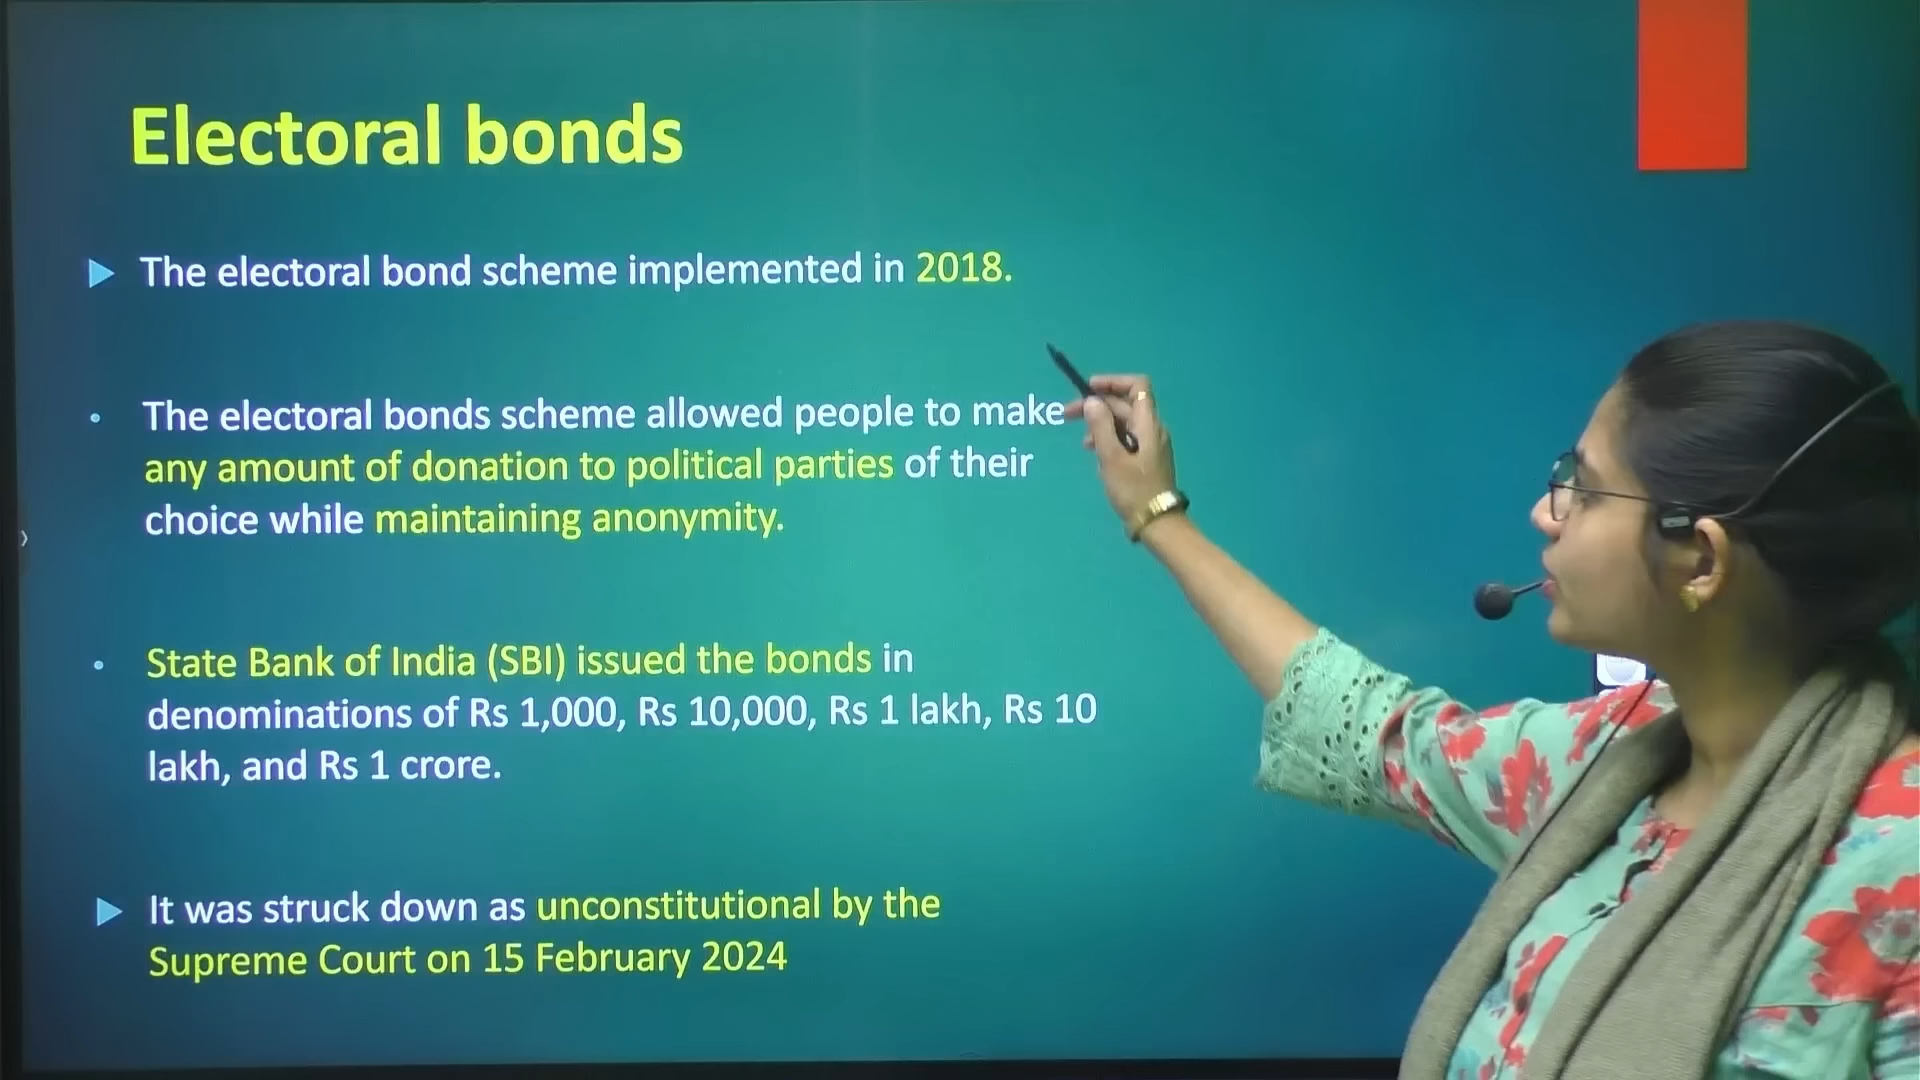 Electoral bonds
The electoral bond scheme implemented in 2018.
The electoral bonds scheme allowed people to make
any amount of donation to political parties of their
choice while maintaining anonymity.
State Bank of India (SBI) issued the bonds in
denominations of Rs 1,000, Rs 10,000, Rs 1 lakh, Rs 10
lakh, and Rs 1 crore.
It was struck down as unconstitutional by the
Supreme Court on 15 February 2024